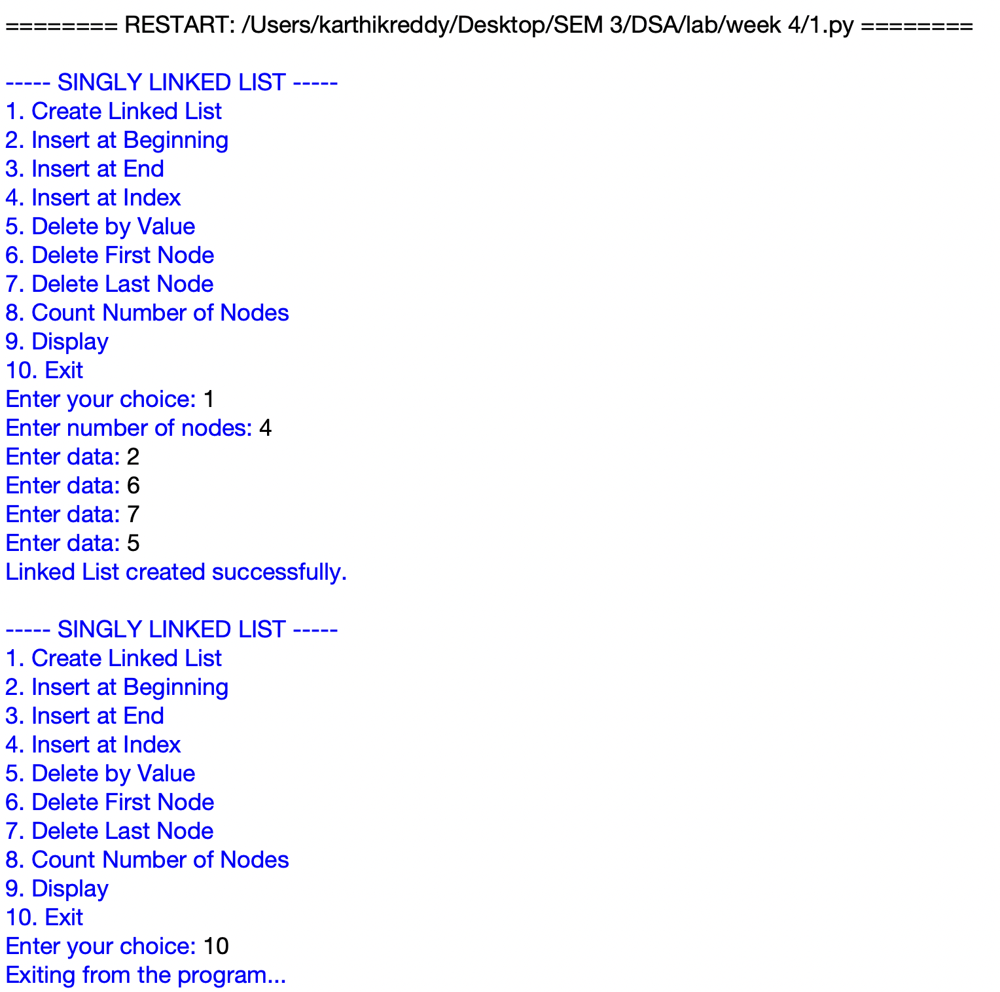 ======== RESTART: /Users/karthikreddy/Desktop/SEM 3/DSA/lab/week 4/1.py ========
----- SINGLY LINKED LIST -----
1. Create Linked List
2. Insert at Beginning
3. Insert at End
4. Insert at Index
5. Delete by Value
6. Delete First Node
7. Delete Last Node
8. Count Number of Nodes
9. Display
10. Exit
Enter your choice: 1
Enter number of nodes: 4
Enter data: 2
Enter data: 6
Enter data: 7
Enter data: 5
Linked List created successfully.
----- SINGLY LINKED LIST -----
1. Create Linked List
2. Insert at Beginning
3. Insert at End
4. Insert at Index
5. Delete by Value
6. Delete First Node
7. Delete Last Node
8. Count Number of Nodes
9. Display
10. Exit
Enter your choice: 10
Exiting from the program...